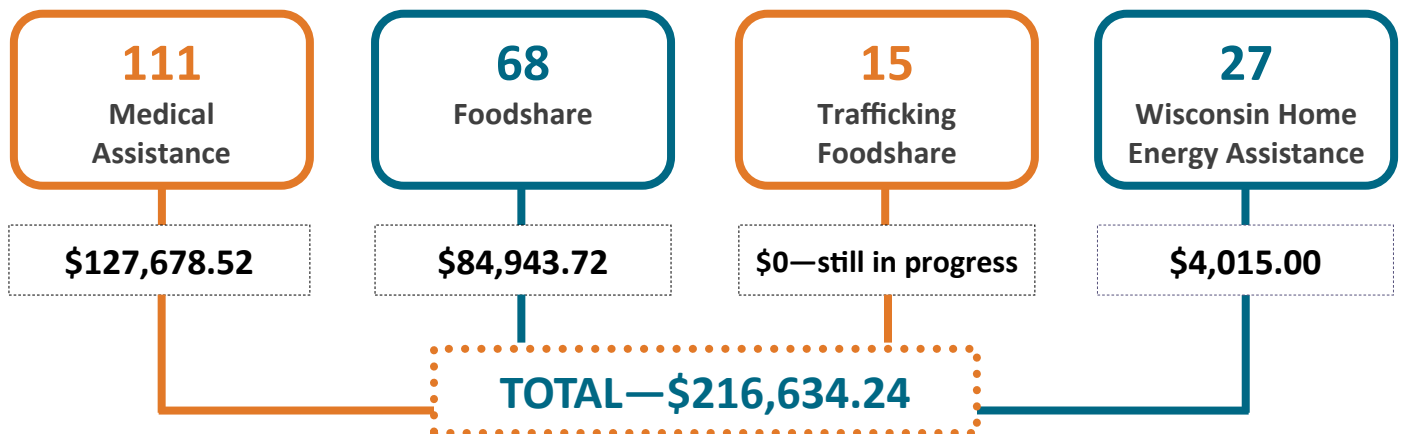 111
Medical
Assistance
68
Foodshare
15
Trafficking
Foodshare
27
Wisconsin Home
Energy Assistance
$127,678.52
$84,943.72
$0—still in progress
$4,015.00
TOTAL—$216,634.24